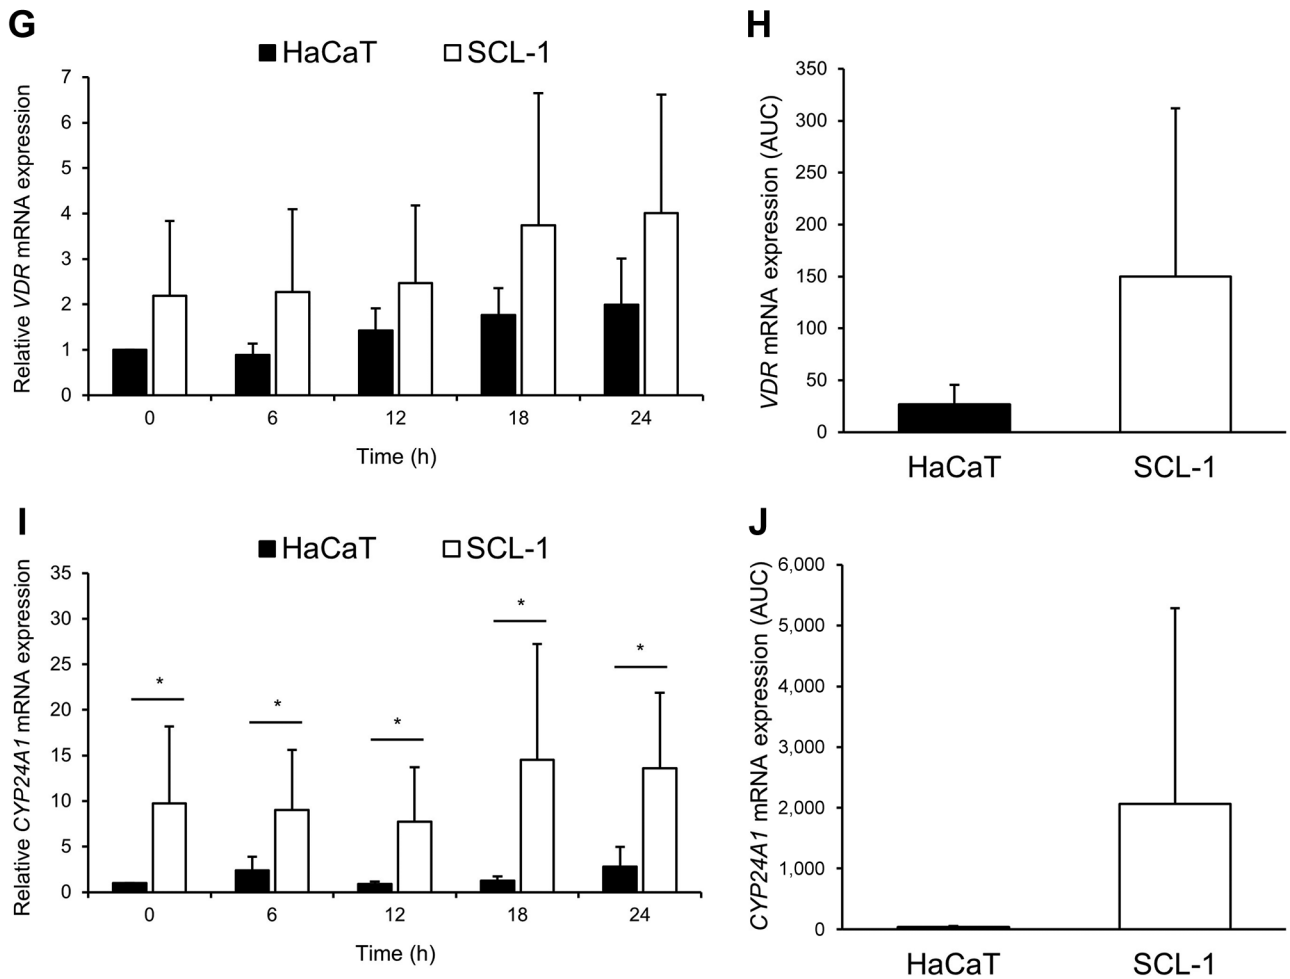 G
HaCaT SCL-1
Relative VDR mRNA expression
7
6
5
4
3
2
1
0
0 6 12 18 24
Time (h)
H
VDR mRNA expression (AUC)
350
300
250
200
150
100
50
0
HaCaT SCL-1
I
HaCaT SCL-1
Relative CYP24A1 mRNA expression
35
30
25
20
15
10
5
0
* * * * *
0 6 12 18 24
Time (h)
J
CYP24A1 mRNA expression (AUC)
6,000
5,000
4,000
3,000
2,000
1,000
0
HaCaT SCL-1